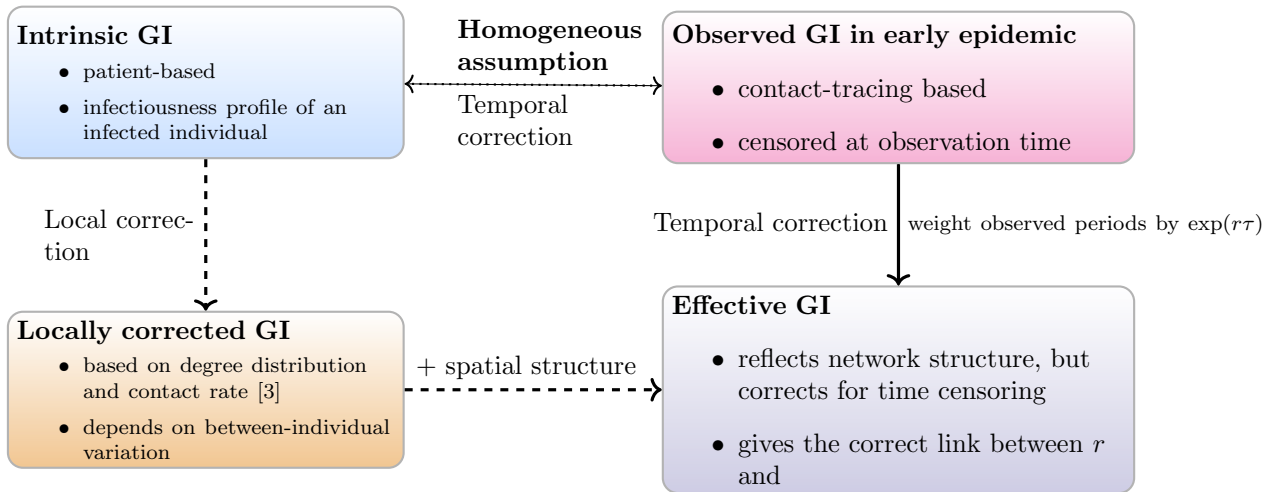 Intrinsic GI
• patient-based
• infectiousness profile of an
infected individual
Homogeneous
assumption
Temporal
correction
Observed GI in early epidemic
• contact-tracing based
• censored at observation time
Local correc-
tion
Temporal correction
weight observed periods by exp(rτ)
Locally corrected GI
• based on degree distribution
and contact rate [3]
• depends on between-individual
variation
+ spatial structure
Effective GI
• reflects network structure, but
corrects for time censoring
• gives the correct link between r
and